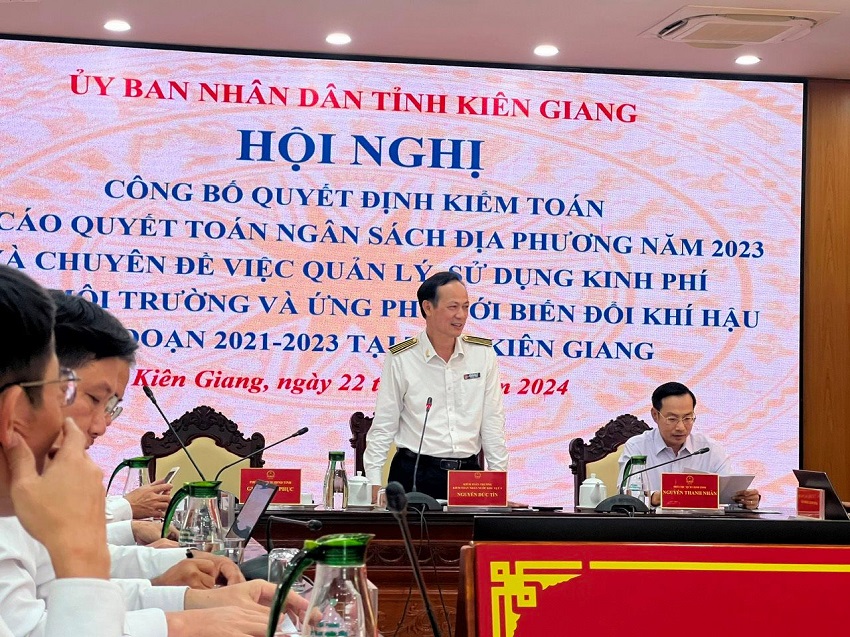 ỦY BAN NHÂN DÂN TỈNH KIÊN GIANG
HỘI NGHỊ
CÔNG BỐ QUYẾT ĐỊNH KIỂM TOÁN
CÁO QUYẾT TOÁN NGÂN SÁCH ĐỊA PHƯƠNG NĂM 2023
VÀ CHUYÊN ĐỀ VIỆC QUẢN LÝ, SỬ DỤNG KINH PHÍ
TRƯỜNG VÀ ỨNG PHÓ VỚI BIẾN ĐỔI KHÍ HẬU
ĐOẠN 2021-2023 TẠI KIÊN GIANG
Kiên Giang, ngày 22 2024
PHỤC
NGUYỄN ĐỨC TÍN
NGUYỄN THANH NHÀN